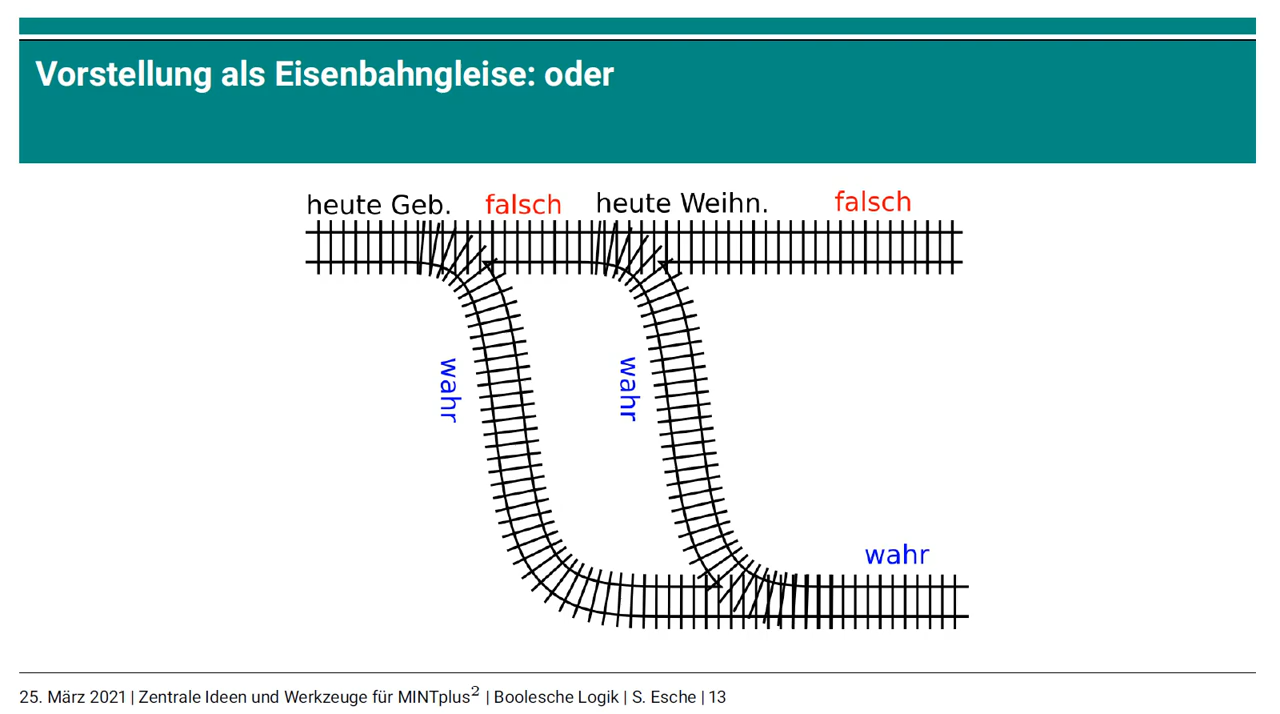 Vorstellung als Eisenbahngleise: oder
heute Geb. falsch heute Weihn. falsch
wahr wahr
wahr
25. März 2021 | Zentrale Ideen und Werkzeuge für MINTplus² | Boolesche Logik | S. Esche | 13